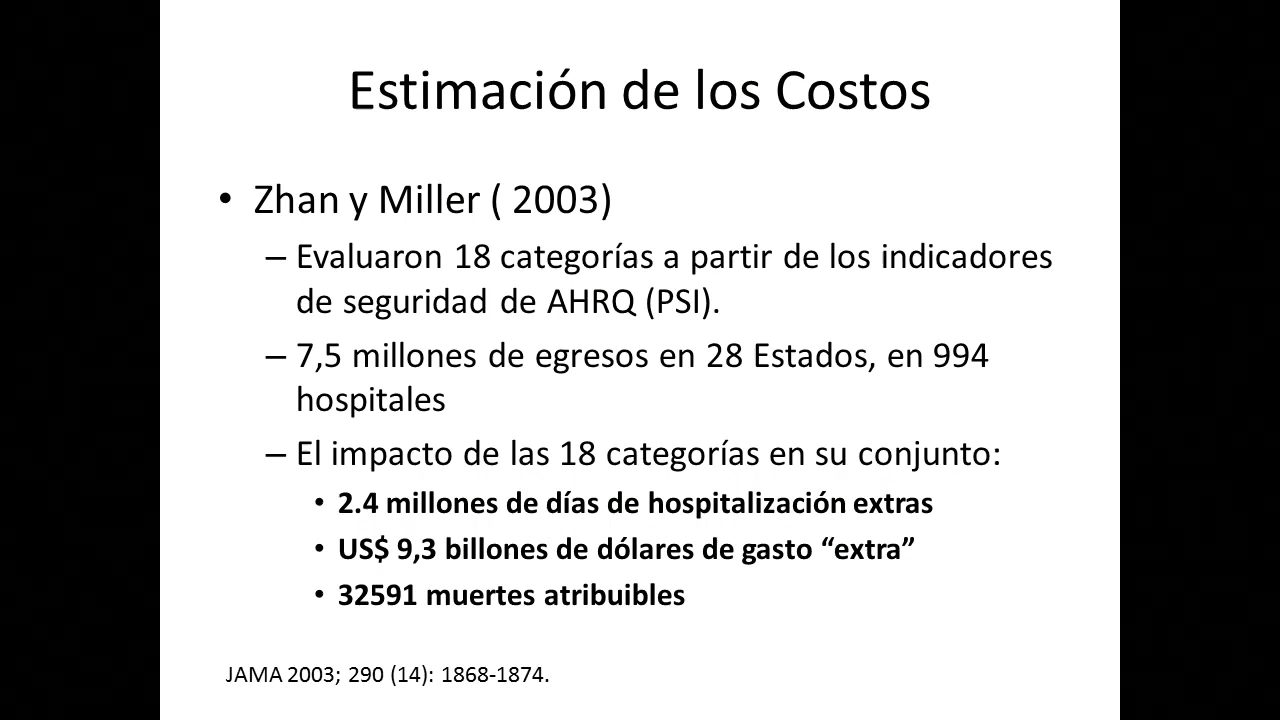 Estimación de los Costos
• Zhan y Miller ( 2003)
– Evaluaron 18 categorías a partir de los indicadores
de seguridad de AHRQ (PSI).
– 7,5 millones de egresos en 28 Estados, en 994
hospitales
– El impacto de las 18 categorías en su conjunto:
• 2.4 millones de días de hospitalización extras
• US$ 9,3 billones de dólares de gasto “extra”
• 32591 muertes atribuibles
JAMA 2003; 290 (14): 1868-1874.